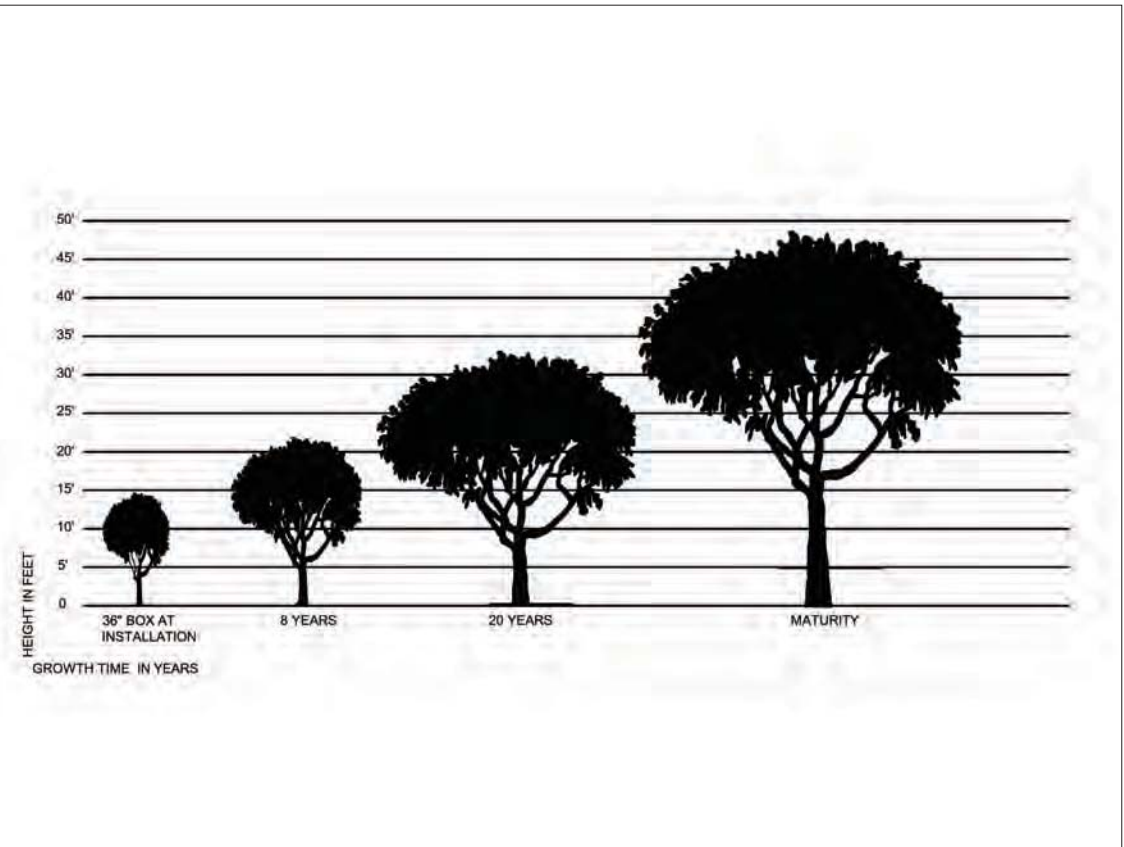 50'
45'
40'
35'
30'
25'
20'
15'
10'
5'
0
HEIGHT IN FEET
36" BOX AT
INSTALLATION
8 YEARS
20 YEARS
MATURITY
GROWTH TIME IN YEARS